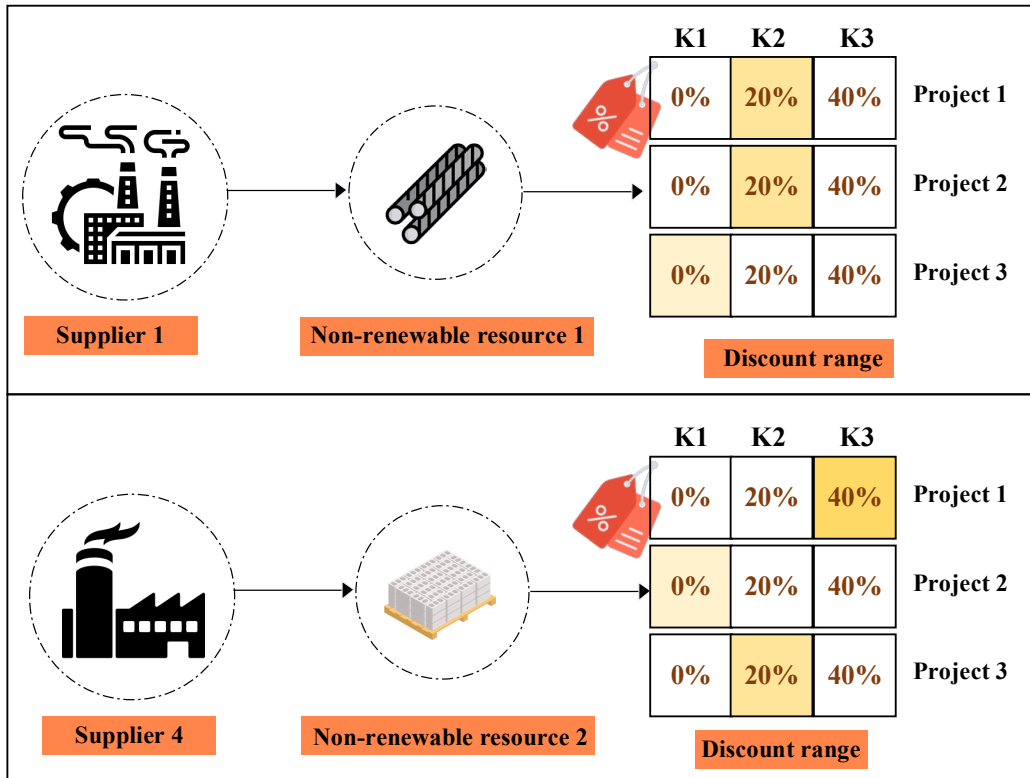 K1 K2 K3
% 0% 20% 40% Project 1
0% 20% 40% Project 2
0% 20% 40% Project 3
Supplier 1 Non-renewable resource 1 Discount range
K1 K2 K3
% 0% 20% 40% Project 1
0% 20% 40% Project 2
0% 20% 40% Project 3
Supplier 4 Non-renewable resource 2 Discount range